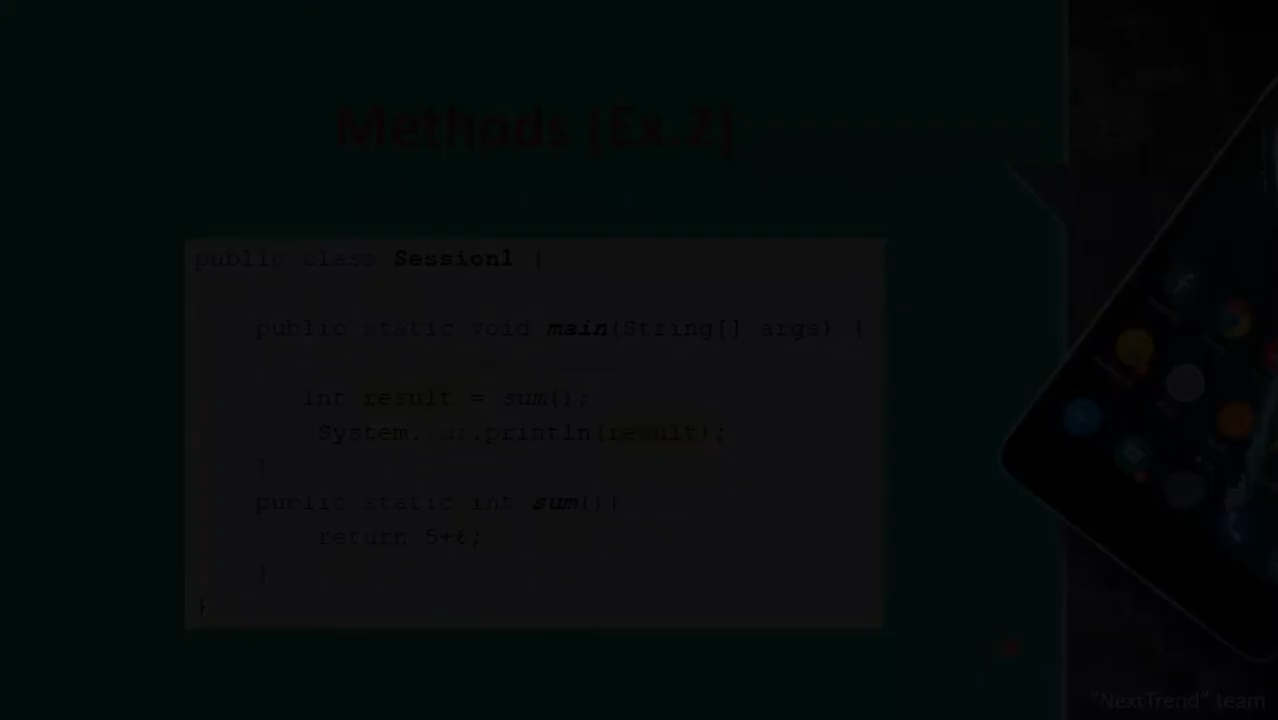 Methods (Ex.2)
public class Session1 {
public static void main(String[] args) {
int result = sum();
System.out.println(result);
}
public static int sum(){
return 5+6;
}
}
"NextTrend" team